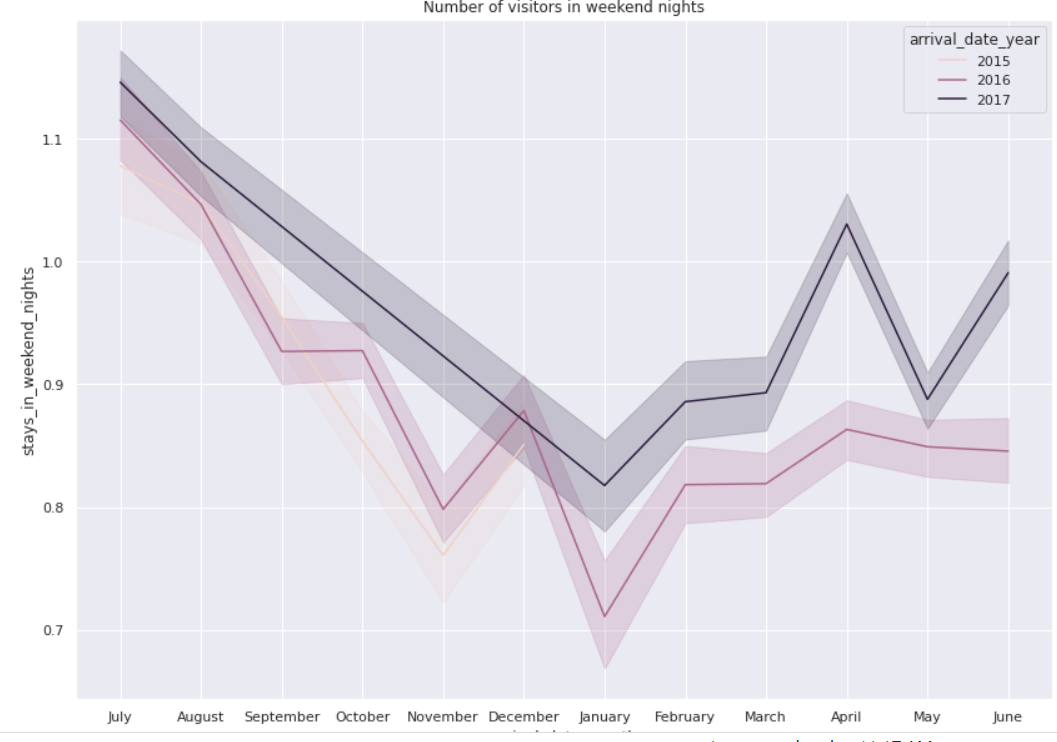 Number of visitors in weekend nights
arrival_date_year
2015
2016
2017
stays_in_weekend_nights
1.1
1.0
0.9
0.8
0.7
July August September October November December January February March April May June